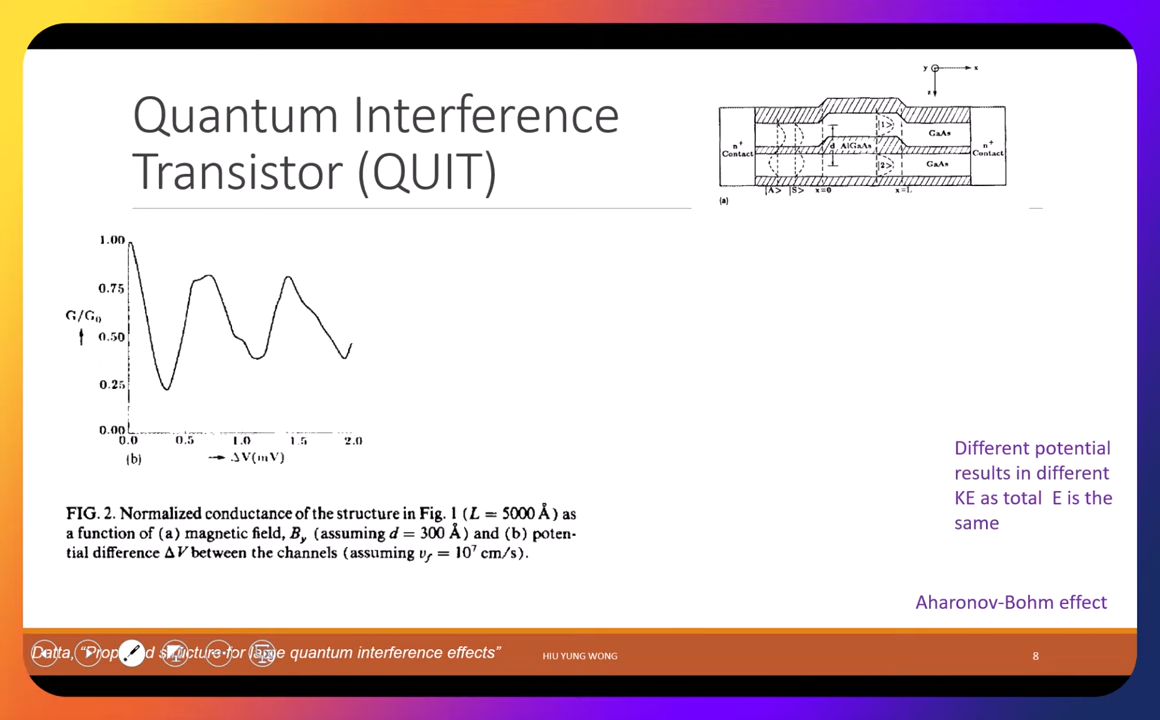 Quantum Interference
Transistor (QUIT)
y x
z
n+
Contact
1>
d AlGaAs
2>
GaAs
GaAs
n+
Contact
|A> |S> x=0 x=L
(a)
1.00
0.75
G/G₀
0.50
0.25
0.00
0.0 0.5 1.0 1.5 2.0
(b) ΔV(mV)
FIG. 2. Normalized conductance of the structure in Fig. 1 (L = 5000 Å) as
a function of (a) magnetic field, By (assuming d = 300 Å) and (b) poten-
tial difference ΔV between the channels (assuming vf = 10⁷ cm/s).
Different potential
results in different
KE as total E is the
same
Aharonov-Bohm effect
Datta, “Proposed structure for large quantum interference effects”
HIU YUNG WONG
8